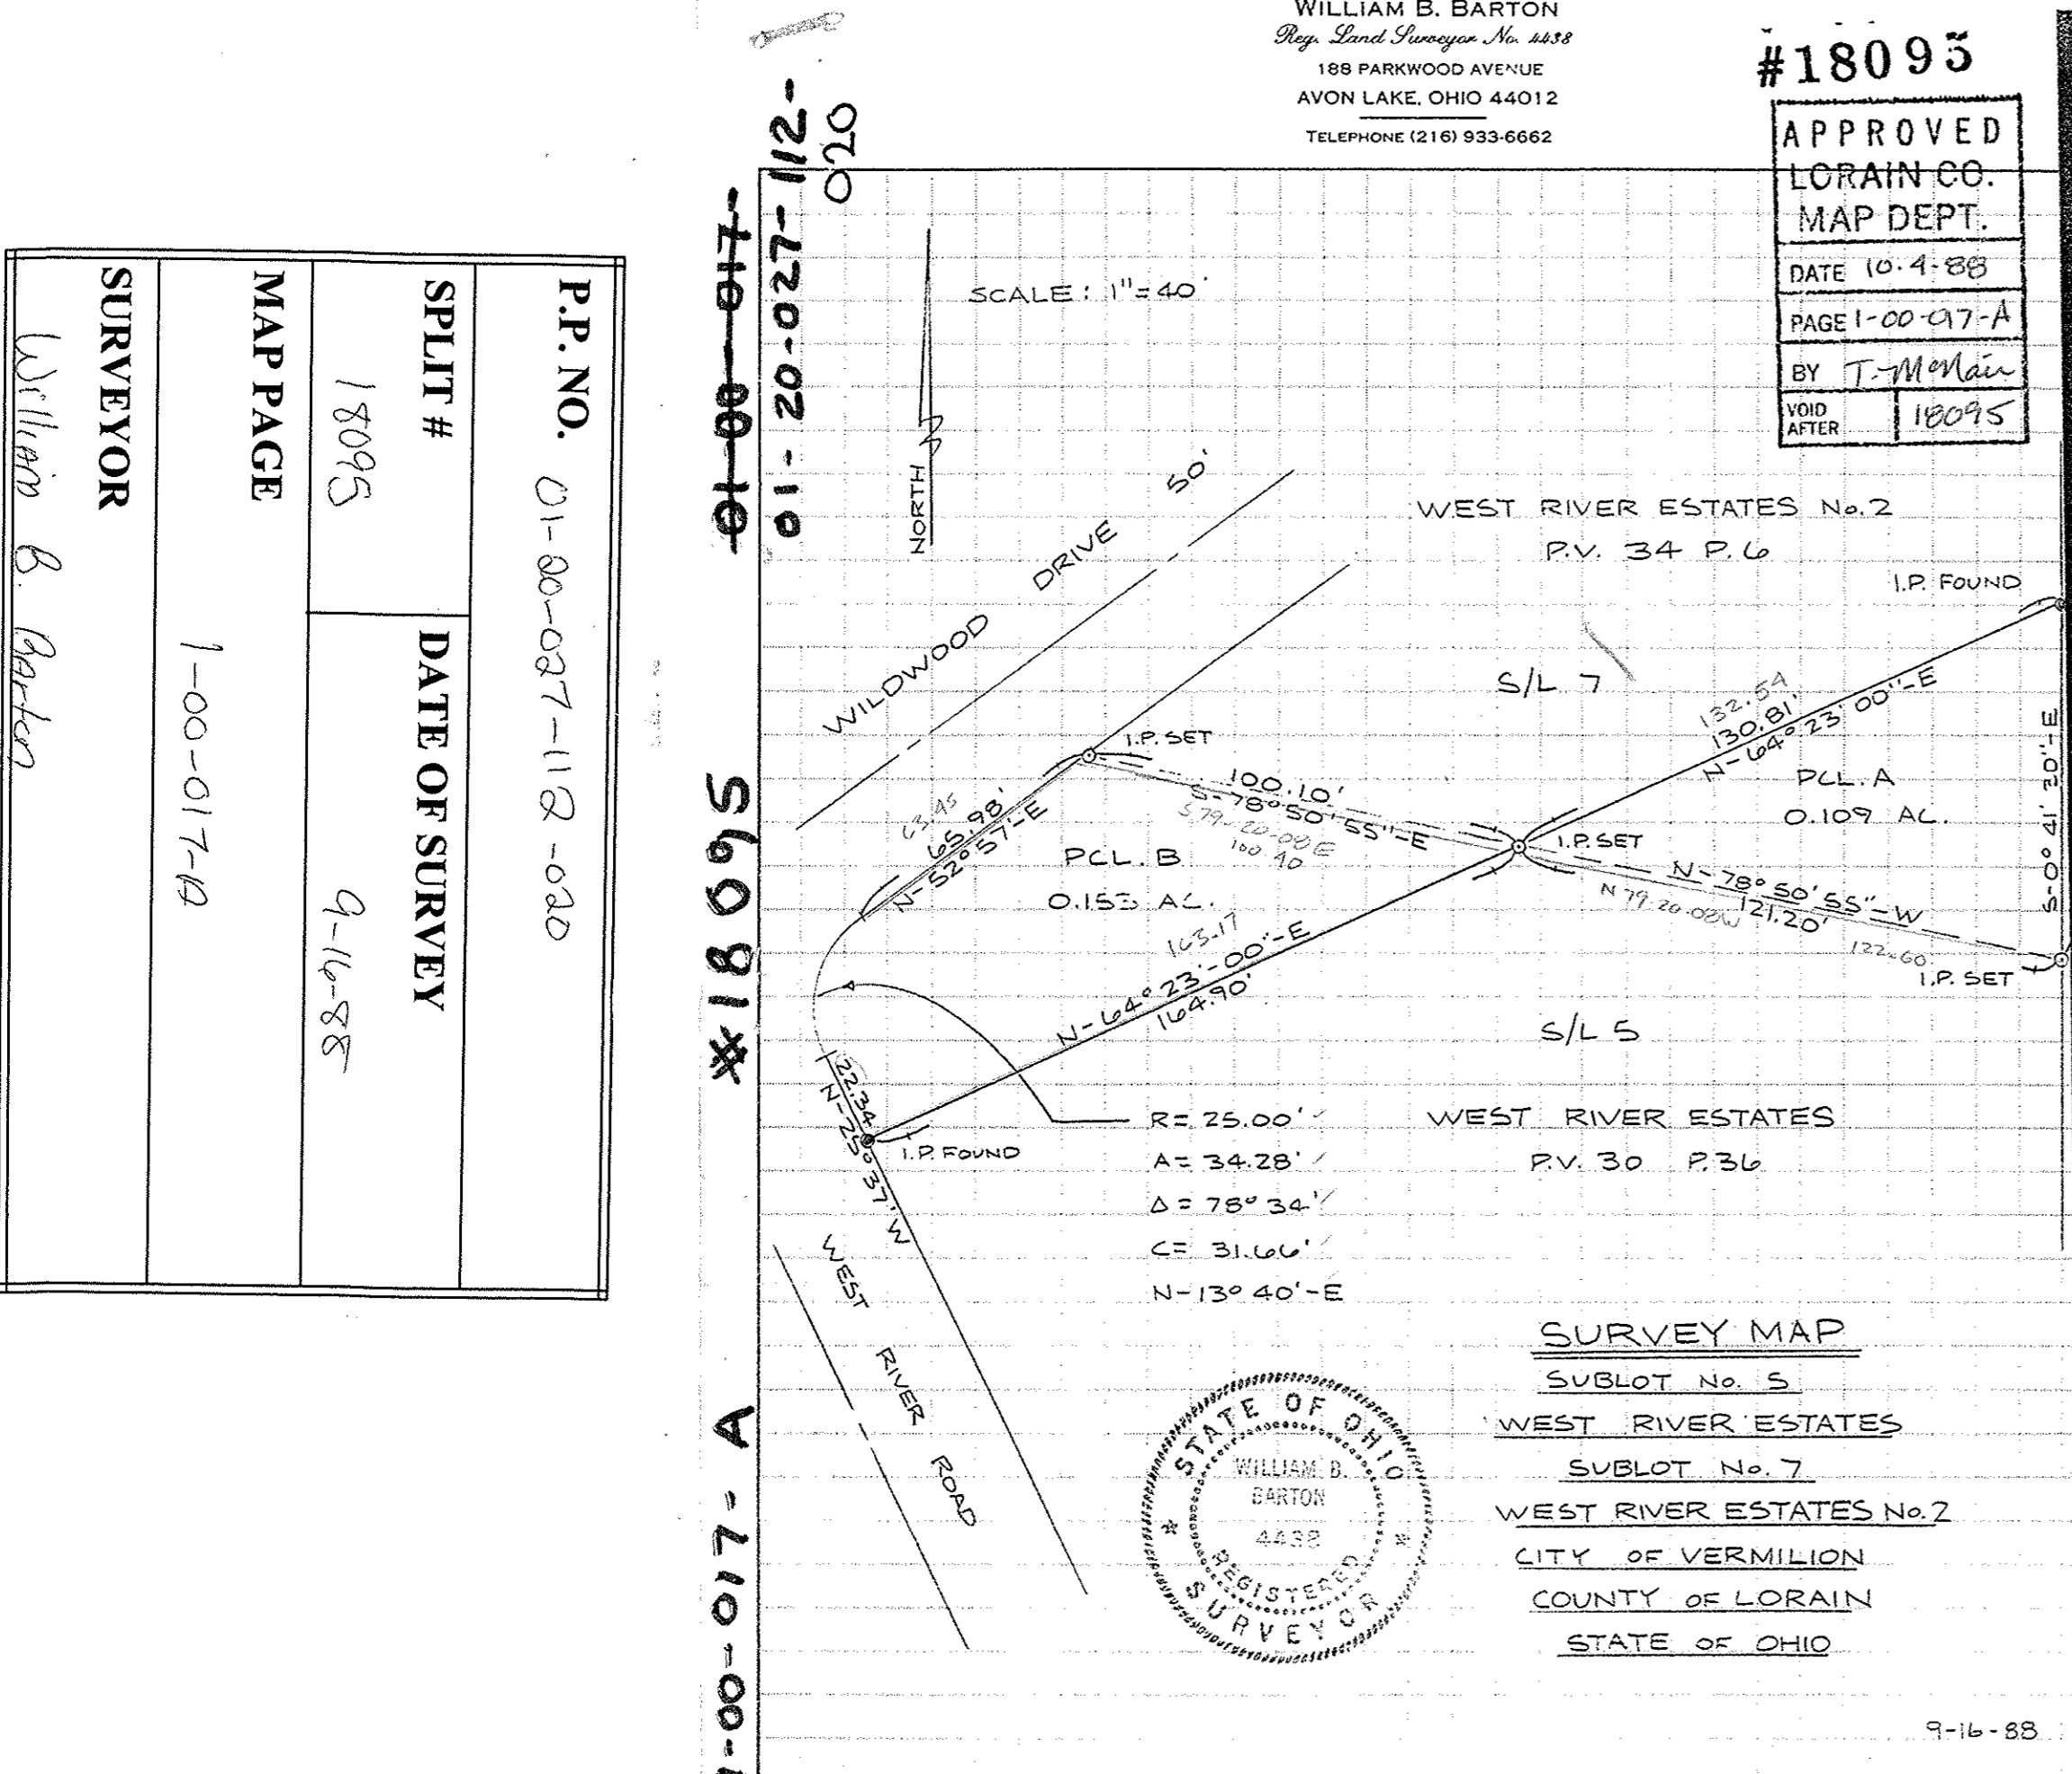 WILLIAM B. BARTON
Reg. Land Surveyor No. 4438
188 PARKWOOD AVENUE
AVON LAKE, OHIO 44012
TELEPHONE (216) 933-6662
#18095
APPROVED
LORAIN CO.
MAP DEPT.
DATE 10-4-88
PAGE 1-00-017-A
BY T. McNair
VOID AFTER 18095
P.P. NO. 01-20-027-112-020
SPLIT #
18095
DATE OF SURVEY
9-16-88
MAP PAGE
1-00-017-A
SURVEYOR
William B. Barton
01-00-017-
01-20-027-112-
020
*18095
1-00-017-A
SCALE: 1"=40'
NORTH
WILDWOOD DRIVE 50'
WEST RIVER ESTATES No. 2
P.V. 34 P. 6
I.P. FOUND
S/L 7
132.54
130.81'
N-64° 23' 00"-E
PCL. A
0.109 AC.
S-0° 41' 30"-E
I.P. SET
100.10'
S-78° 50' 55"-E
S 79-20-08 E
100.40
63.45
65.98'
N-52° 57'-E
PCL. B
0.153 AC.
I.P. SET
N-78° 50' 55"-W
121.20'
N 79-20-08W
122.60
I.P. SET
163.17
N-64° 23'-00"-E
164.90'
S/L 5
22.34
N-25° 37' W
I.P. FOUND
R= 25.00'
A= 34.28'
Δ= 78° 34'
C= 31.66'
N-13° 40'-E
WEST RIVER ESTATES
P.V. 30 P. 36
WEST RIVER ROAD
STATE OF OHIO
WILLIAM B.
BARTON
4438
REGISTERED
SURVEYOR
SURVEY MAP
SUBLOT No. 5
WEST RIVER ESTATES
SUBLOT No. 7
WEST RIVER ESTATES No. 2
CITY OF VERMILION
COUNTY OF LORAIN
STATE OF OHIO
9-16-88